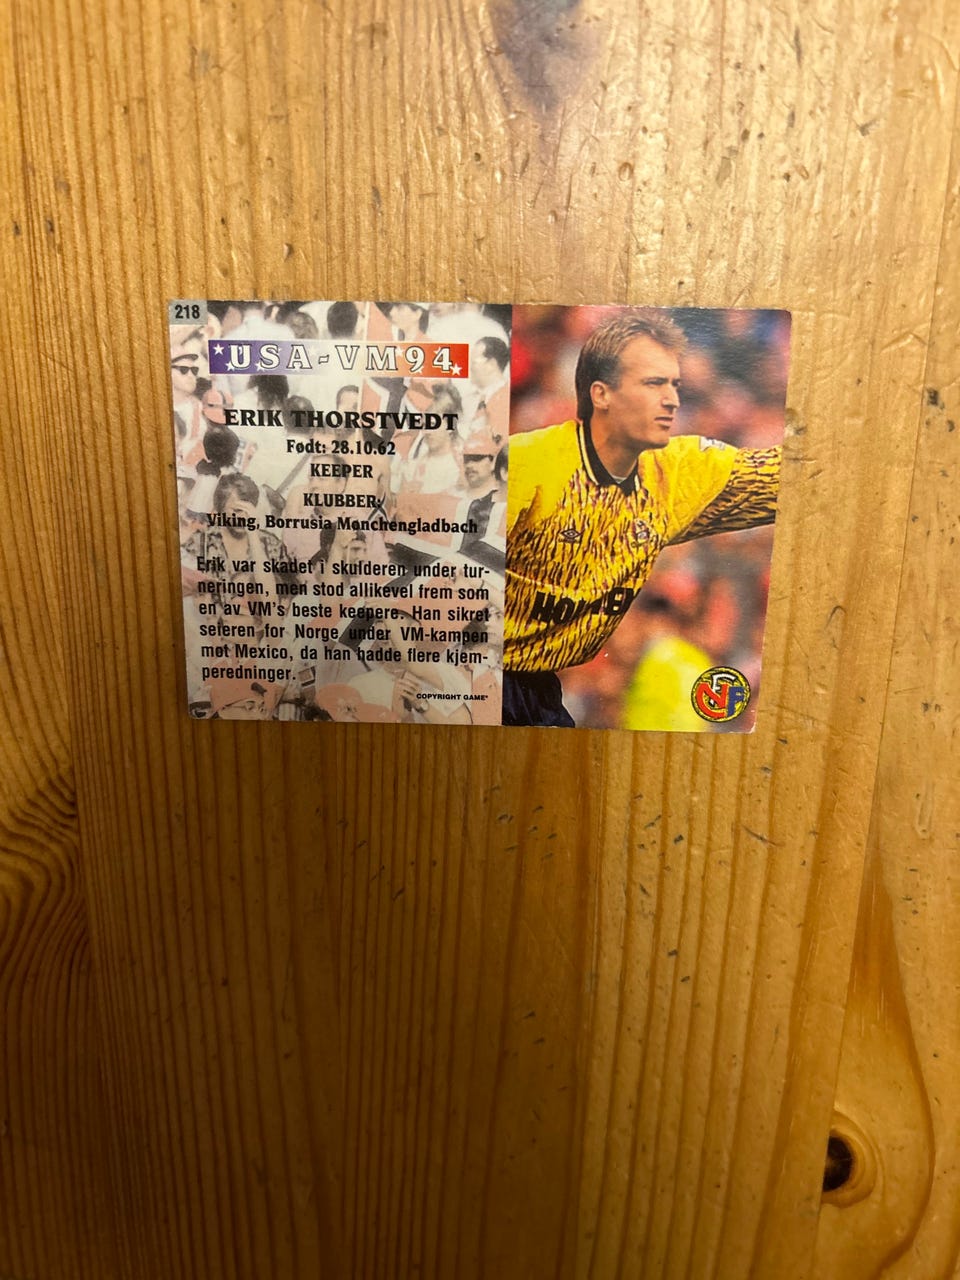 218
USA-VM94
ERIK THORSTVEDT
Født: 28.10.62
KEEPER
KLUBBER:
Viking, Borrusia Mønchengladbach
Erik var skadet i skulderen under tur-
neringen, men stod allikevel frem som
en av VM's beste keepere. Han sikret
seieren for Norge under VM-kampen
mot Mexico, da han hadde flere kjem-
peredninger.
COPYRIGHT GAME®
NFF